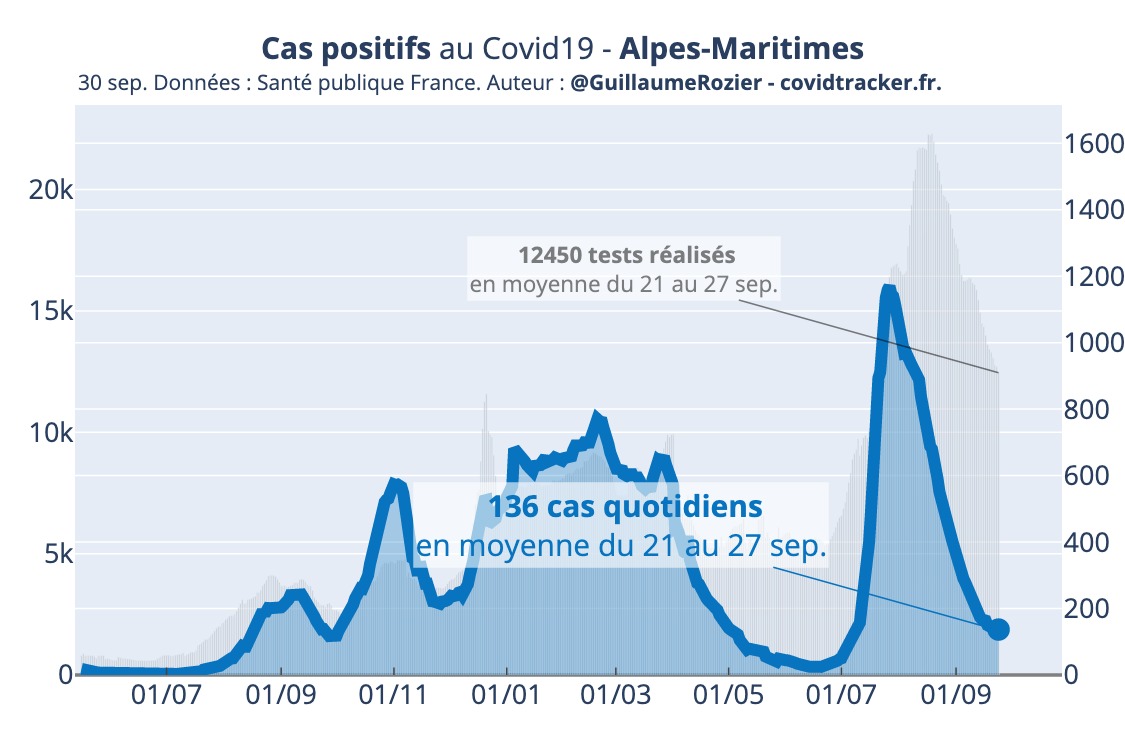 Cas positifs au Covid19 - Alpes-Maritimes
30 sep. Données : Santé publique France. Auteur : @GuillaumeRozier - covidtracker.fr.
1600
20k
1400
12450 tests réalisés
en moyenne du 21 au 27 sep.
1200
15k
1000
800
10k
600
136 cas quotidiens
en moyenne du 21 au 27 sep.
400
5k
200
0
0
01/07 01/09 01/11 01/01 01/03 01/05 01/07 01/09